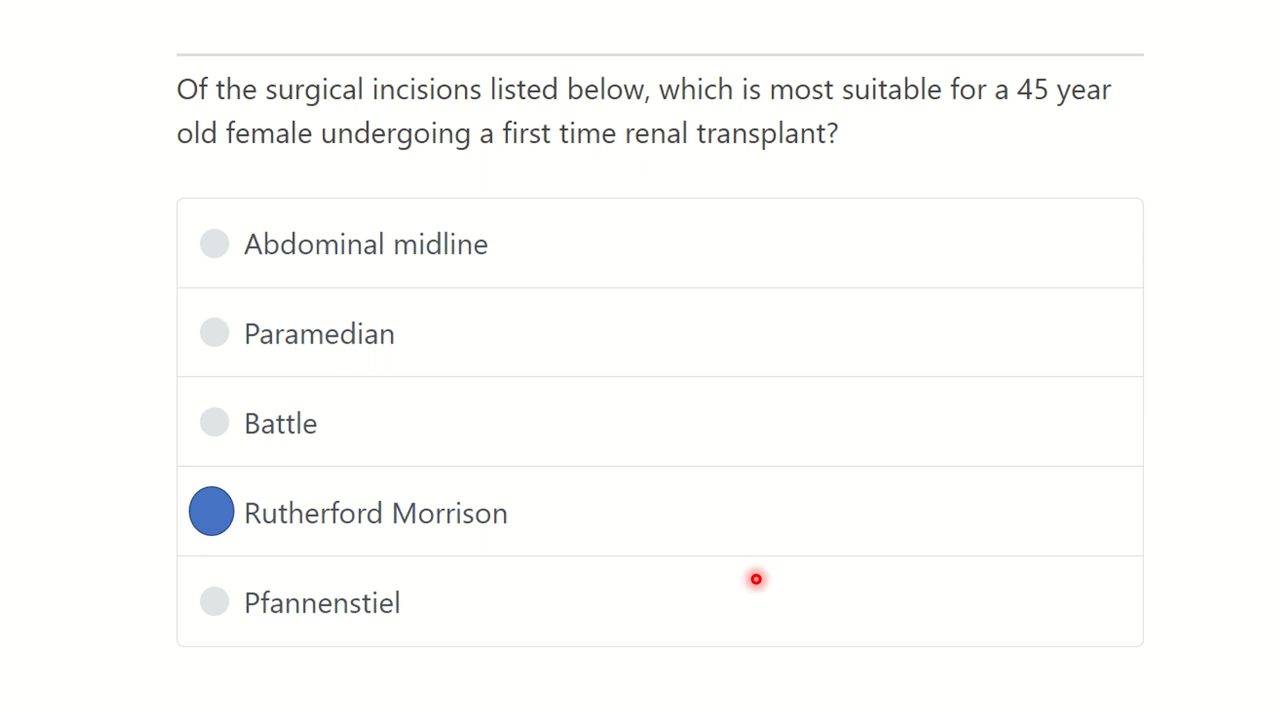 Of the surgical incisions listed below, which is most suitable for a 45 year
old female undergoing a first time renal transplant?
Abdominal midline
Paramedian
Battle
Rutherford Morrison
Pfannenstiel